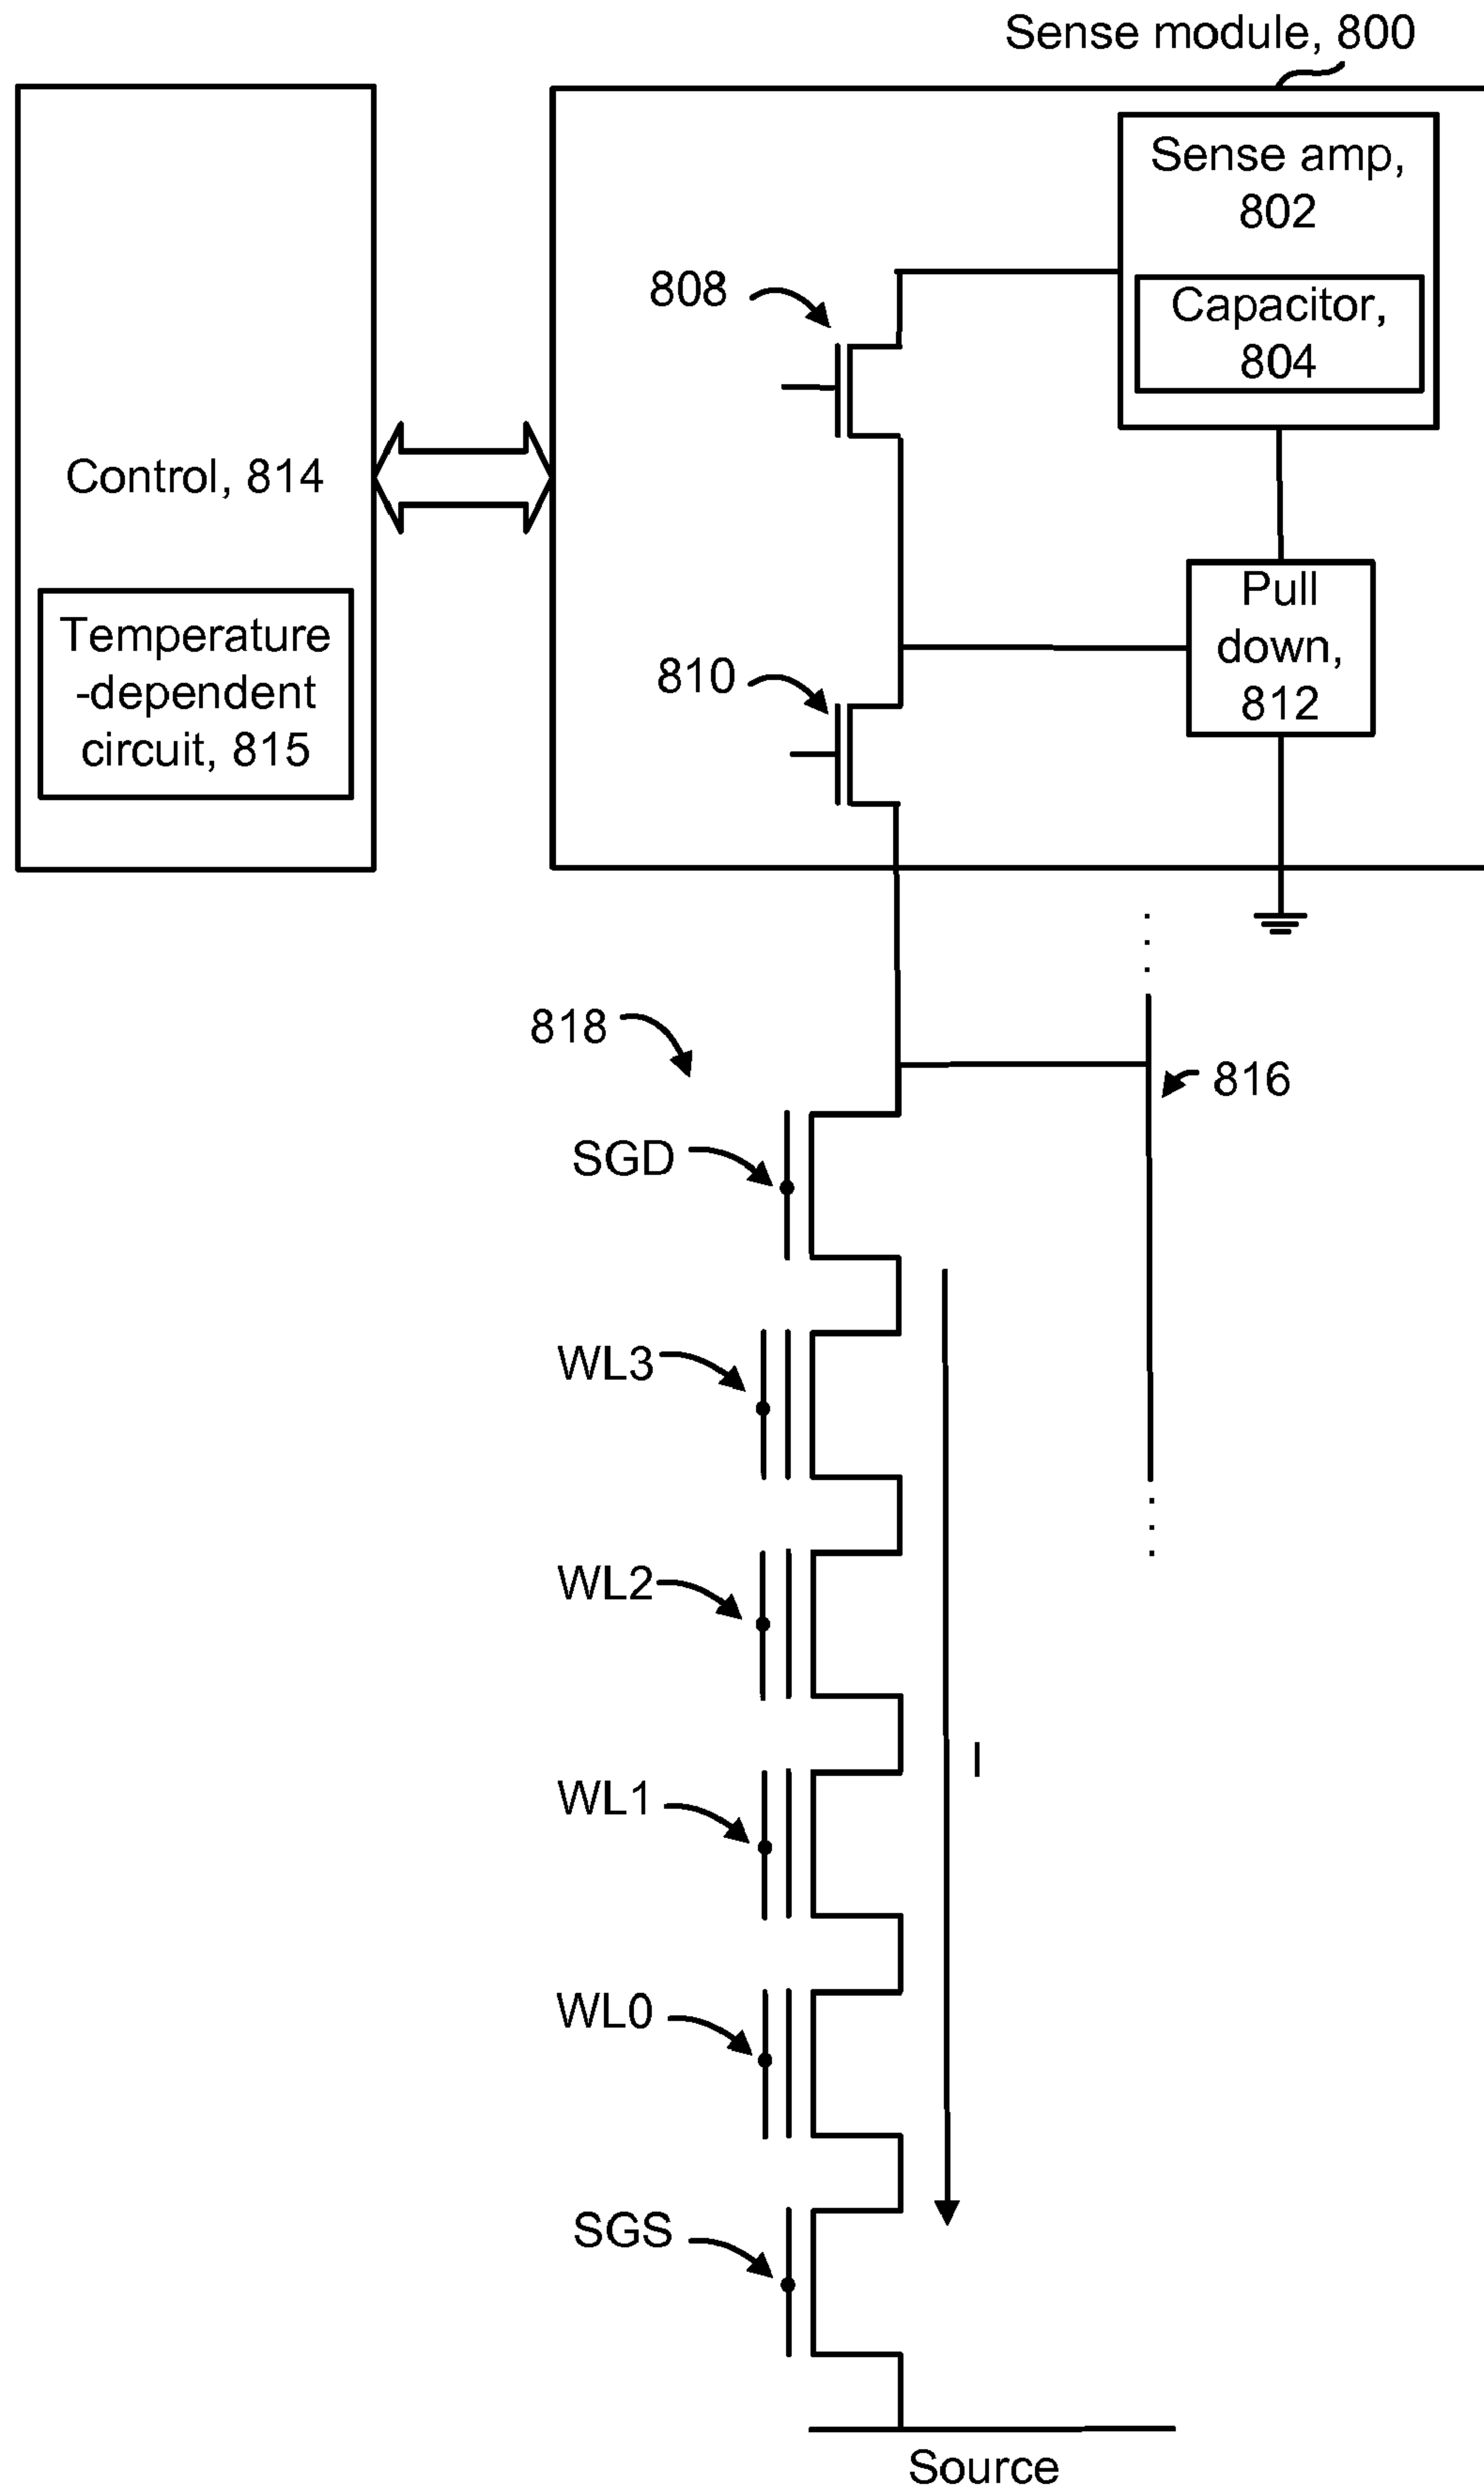 Sense module, 800
Sense amp,
802
Capacitor,
804
808
Control, 814
Pull
down,
812
Temperature
-dependent
circuit, 815
810
818
816
SGD
WL3
WL2
I
WL1
WL0
SGS
Source